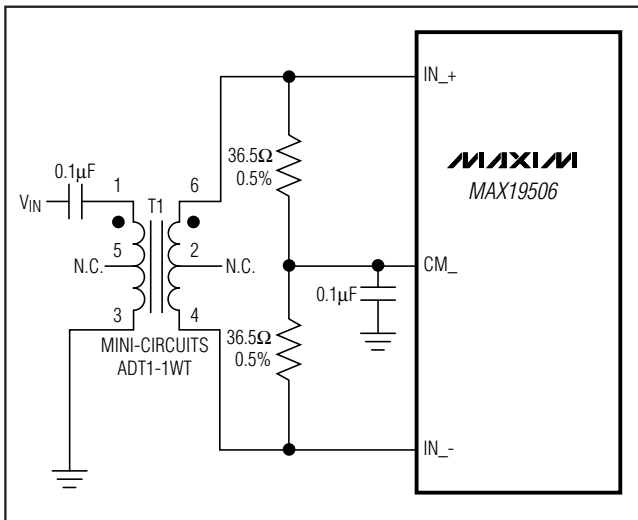 IN_+
36.5Ω
0.5%
MAXIM
MAX19506
0.1µF
VIN
1
6
T1
5
2
N.C.
N.C.
CM_
0.1µF
3
4
MINI-CIRCUITS
ADT1-1WT
36.5Ω
0.5%
IN_-